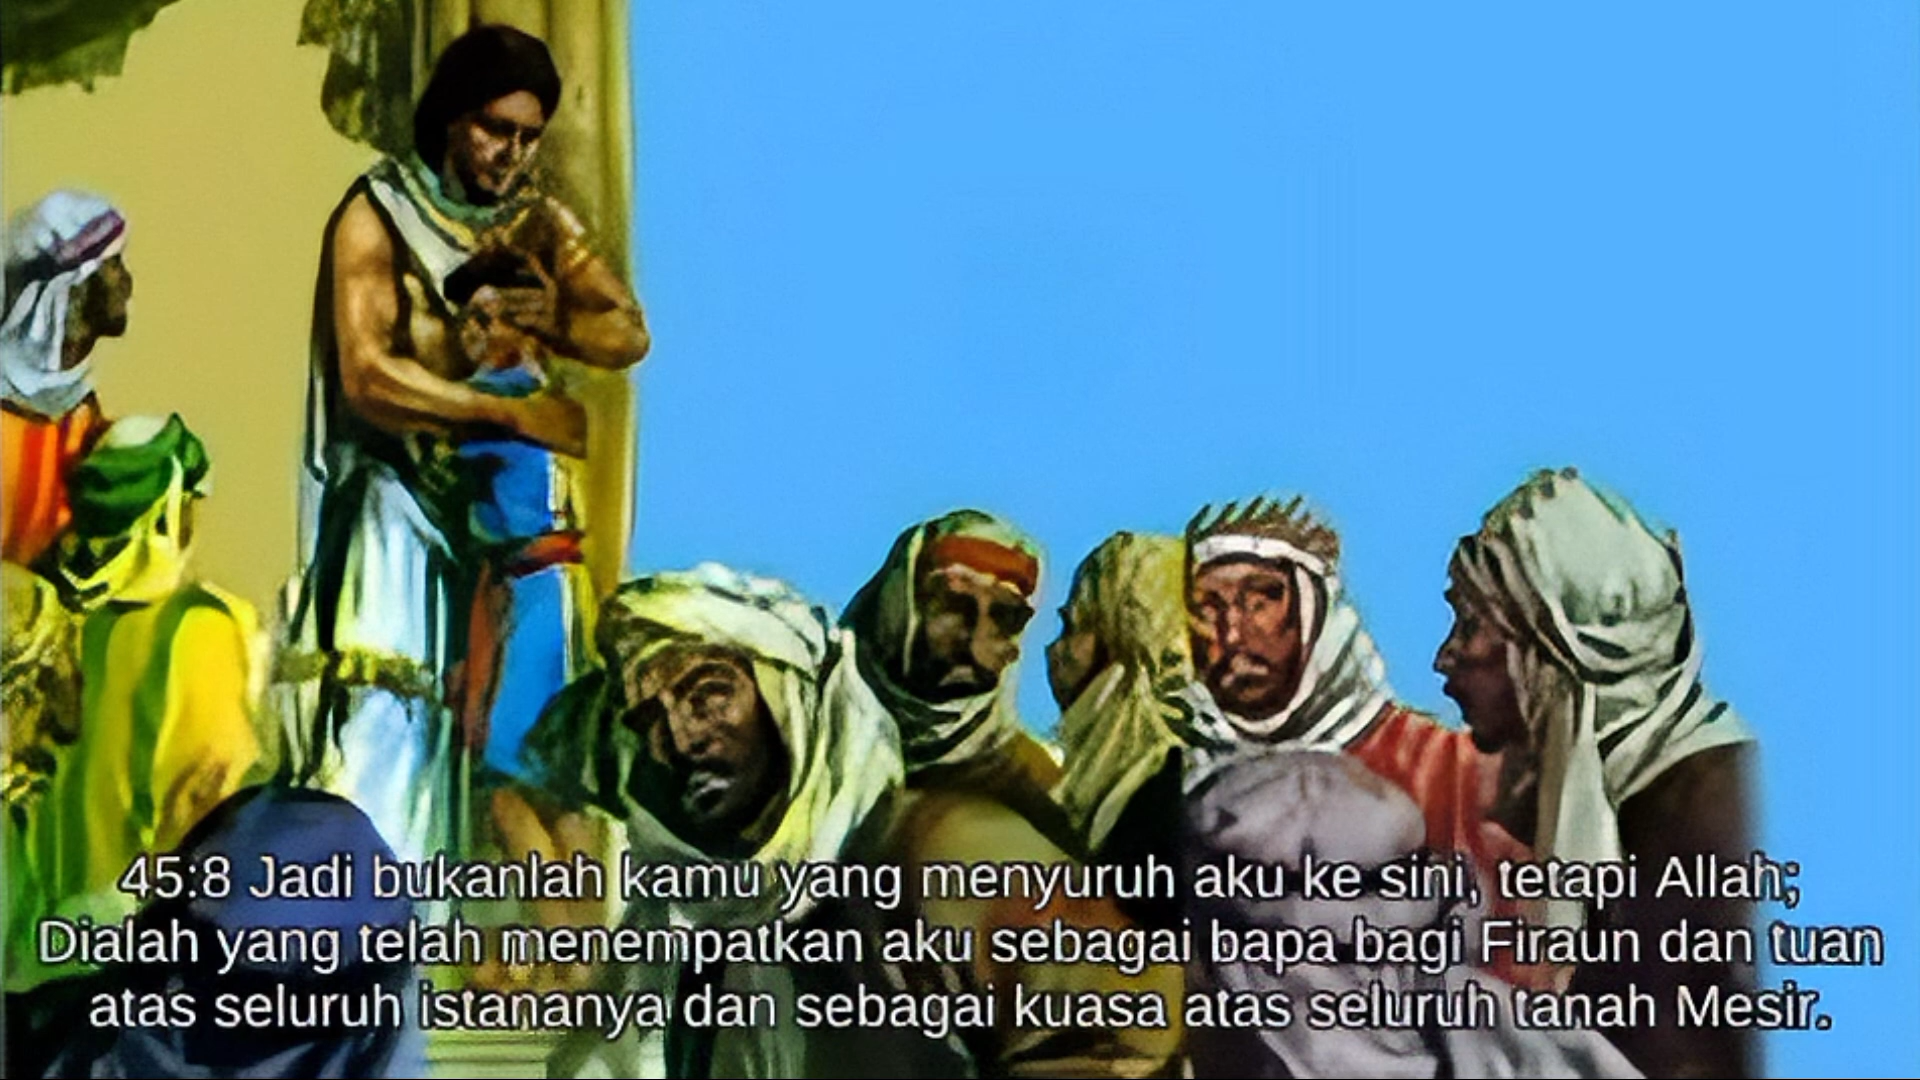 45:8 Jadi bukanlah kamu yang menyuruh aku ke sini, tetapi Allah;
Dialah yang telah menempatkan aku sebagai bapa bagi Firaun dan tuan
atas seluruh istananya dan sebagai kuasa atas seluruh tanah Mesir.